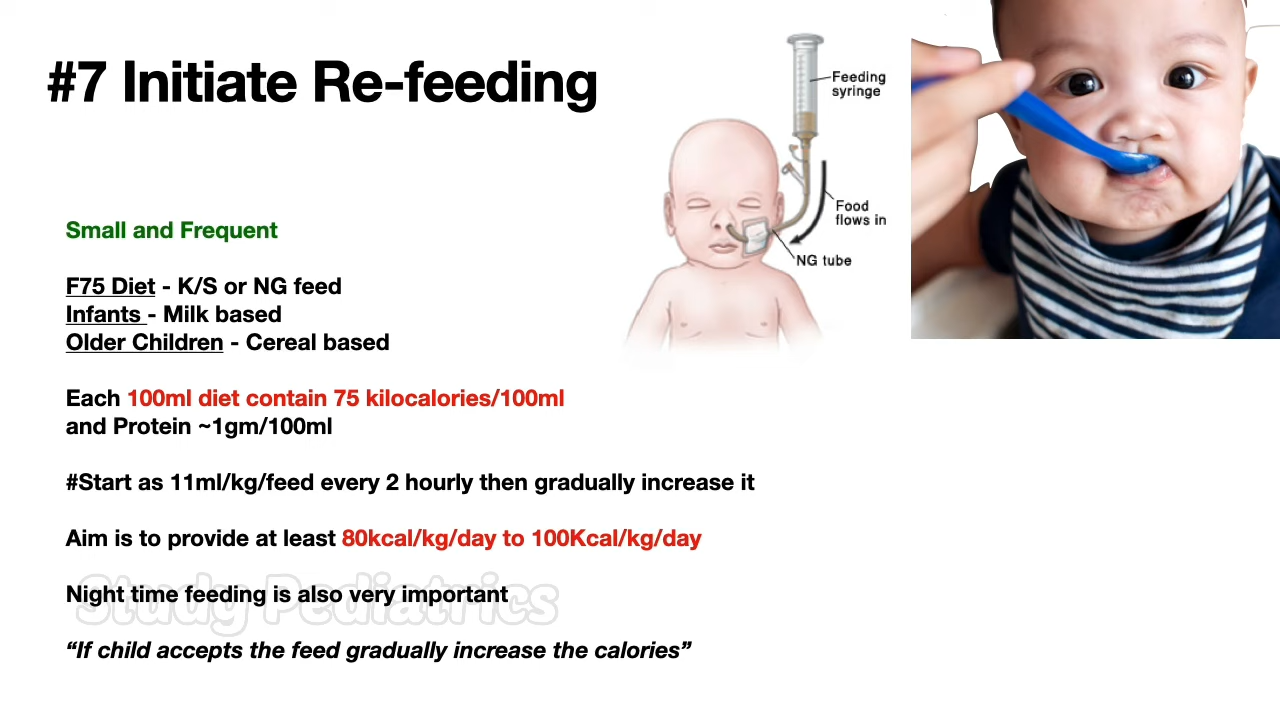 #7 Initiate Re-feeding
Feeding
syringe
Food
flows in
NG tube
Small and Frequent
F75 Diet - K/S or NG feed
Infants - Milk based
Older Children - Cereal based
Each 100ml diet contain 75 kilocalories/100ml
and Protein ~1gm/100ml
#Start as 11ml/kg/feed every 2 hourly then gradually increase it
Aim is to provide at least 80kcal/kg/day to 100Kcal/kg/day
Night time feeding is also very important
Study Pediatrics
“If child accepts the feed gradually increase the calories”